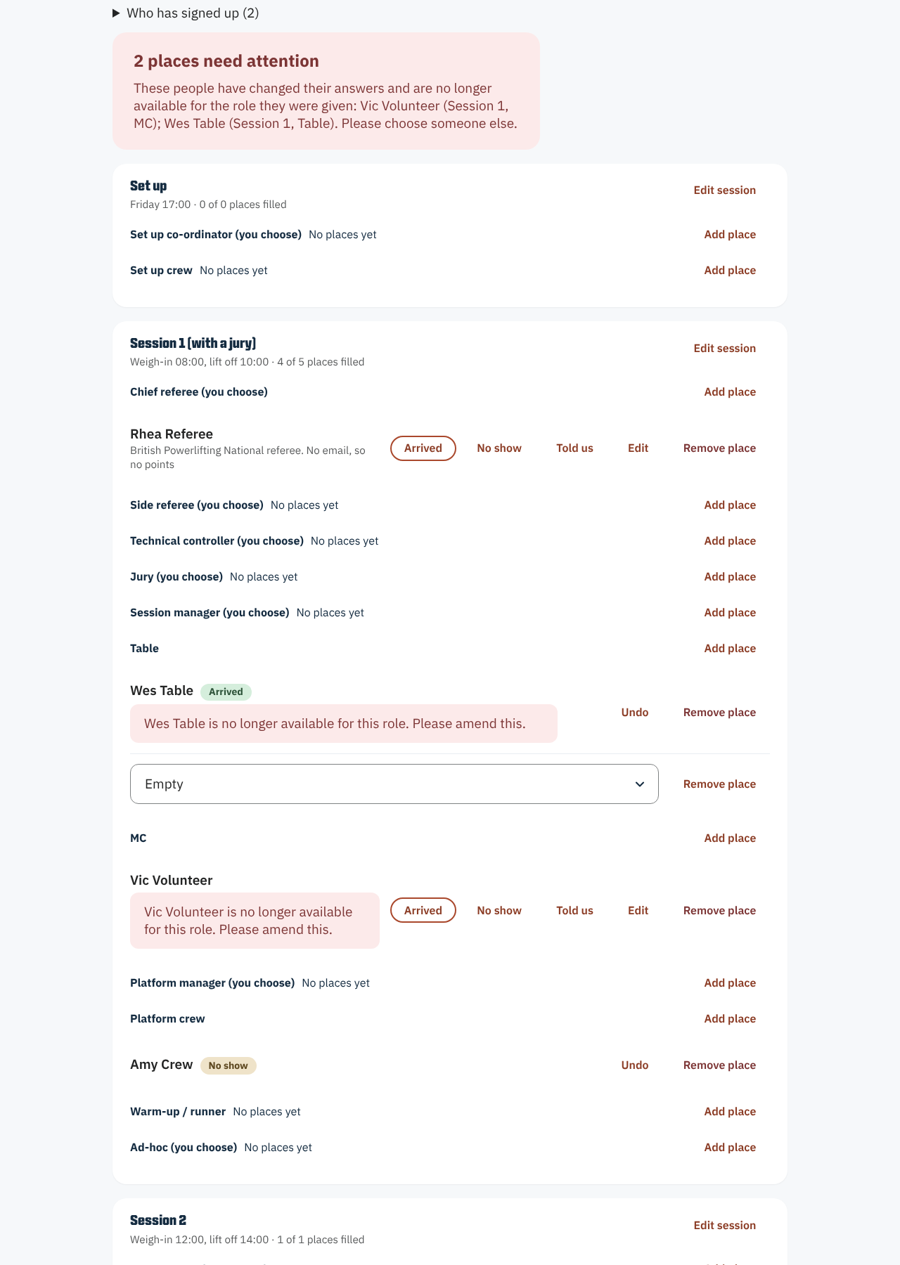 Who has signed up (2)
2 places need attention
These people have changed their answers and are no longer
available for the role they were given: Vic Volunteer (Session 1,
MC); Wes Table (Session 1, Table). Please choose someone else.
Set up
Edit session
Friday 17:00 · 0 of 0 places filled
Set up co-ordinator (you choose) No places yet
Add place
Set up crew No places yet
Add place
Session 1 (with a jury)
Edit session
Weigh-in 08:00, lift off 10:00 · 4 of 5 places filled
Chief referee (you choose)
Add place
Rhea Referee
British Powerlifting National referee. No email, so
no points
Arrived No show Told us Edit Remove place
Side referee (you choose) No places yet
Add place
Technical controller (you choose) No places yet
Add place
Jury (you choose) No places yet
Add place
Session manager (you choose) No places yet
Add place
Table
Add place
Wes Table Arrived
Wes Table is no longer available for this role. Please amend this.
Undo Remove place
Empty
Remove place
MC
Add place
Vic Volunteer
Vic Volunteer is no longer available
for this role. Please amend this.
Arrived No show Told us Edit Remove place
Platform manager (you choose) No places yet
Add place
Platform crew
Add place
Amy Crew No show
Undo Remove place
Warm-up / runner No places yet
Add place
Ad-hoc (you choose) No places yet
Add place
Session 2
Edit session
Weigh-in 12:00, lift off 14:00 · 1 of 1 places filled